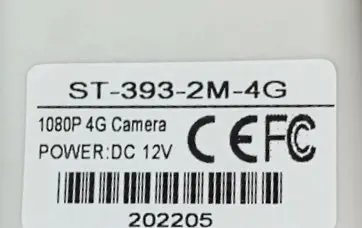 ST-393-2M-4G
1080P 4G Camera
POWER:DC 12V
CE FC
202205